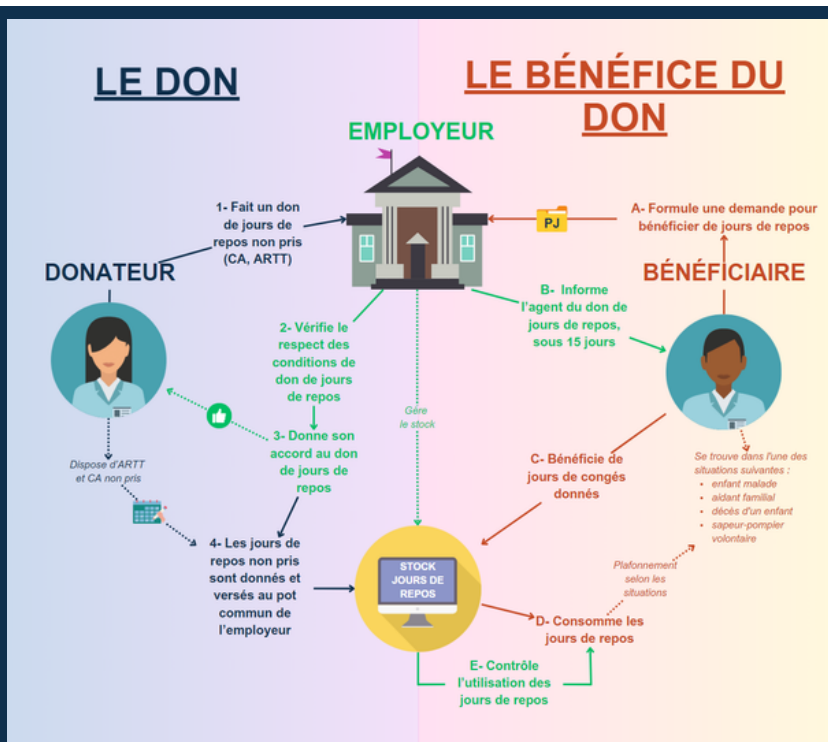 LE DON
LE BÉNÉFICE DU
DON
EMPLOYEUR
1- Fait un don
de jours de
repos non pris
(CA, ARTT)
PJ
A- Formule une demande pour
bénéficier de jours de repos
DONATEUR
BÉNÉFICIAIRE
B- Informe
l'agent du don de
jours de repos,
sous 15 jours
2- Vérifie le
respect des
conditions de
don de jours
de repos
Gére
le stock
3- Donne son
accord au don
de jours de
repos
Dispose d'ARTT
et CA non pris
C- Bénéficie de
jours de congés
donnés
Se trouve dans l'une des
situations suivantes :
• enfant malade
• aidant familial
• décès d'un enfant
• sapeur-pompier
volontaire
4- Les jours de
repos non pris
sont donnés et
versés au pot
commun de
l'employeur
STOCK
JOURS DE
REPOS
Plafonnement
selon les
situations
D- Consomme les
jours de repos
E- Contrôle
l'utilisation des
jours de repos